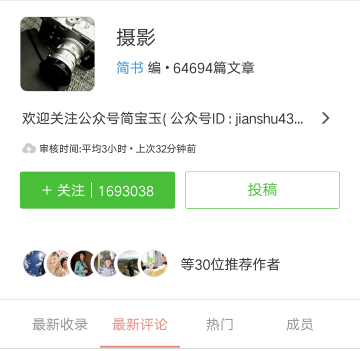 摄影
简书 编 • 64694篇文章
欢迎关注公众号简宝玉( 公众号ID : jianshu43...
审核时间:平均3小时 • 上次32分钟前
+ 关注 | 1693038
投稿
等30位推荐作者
最新收录 最新评论 热门 成员